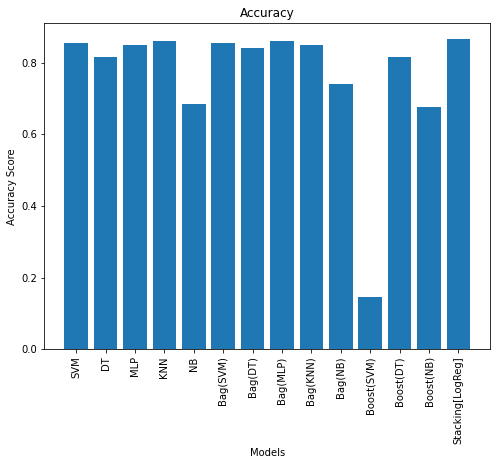 Accuracy
Accuracy Score
0.8
0.6
0.4
0.2
0.0
SVM
DT
MLP
KNN
NB
Bag(SVM)
Bag(DT)
Bag(MLP)
Bag(KNN)
Bag(NB)
Boost(SVM)
Boost(DT)
Boost(NB)
Stacking[LogReg]
Models